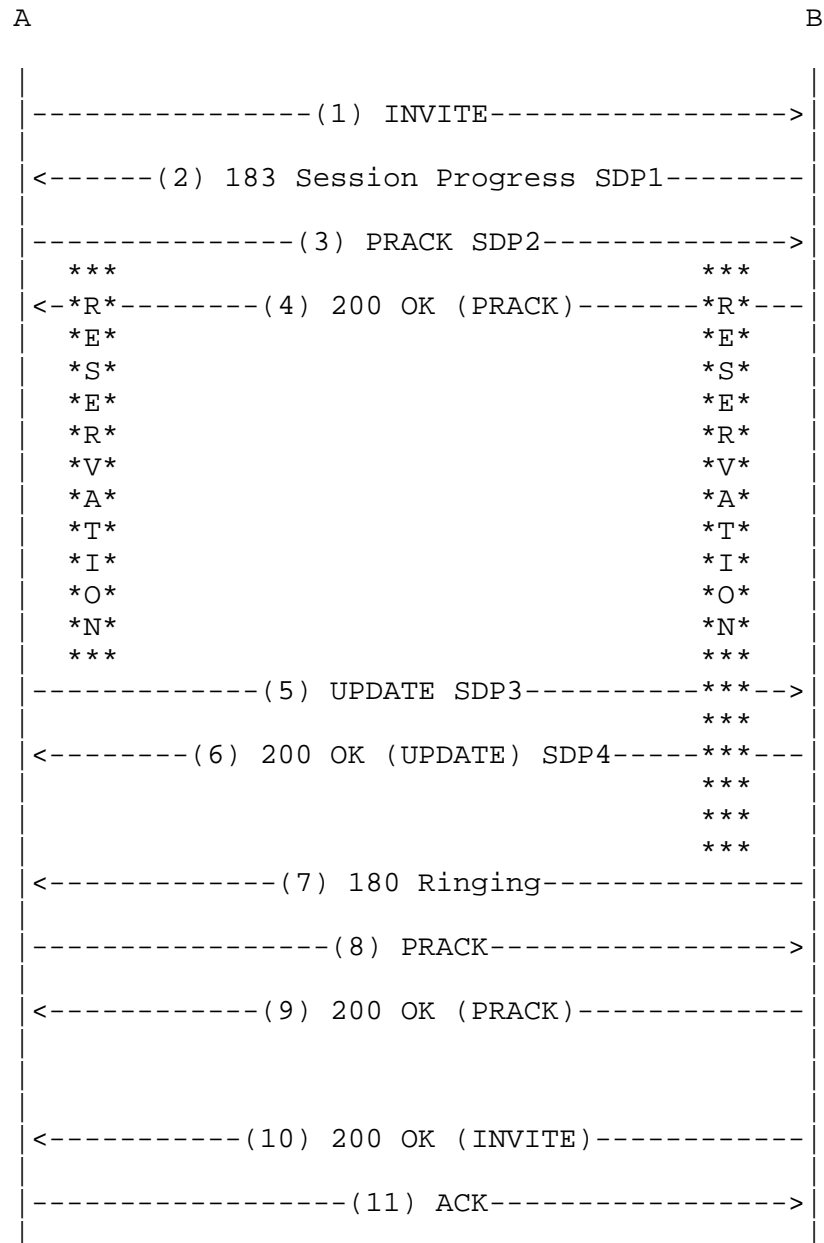 A                                                     B

|                                                     |
|-------------------(1) INVITE--------------------->|
|                                                     |
|<------(2) 183 Session Progress SDP1--------|
|                                                     |
|---------------(3) PRACK SDP2-------------->|
|  ***                                        ***   |
|<-*R*--------(4) 200 OK (PRACK)-------*R*---|
|  *E*                                        *E*   |
|  *S*                                        *S*   |
|  *E*                                        *E*   |
|  *R*                                        *R*   |
|  *V*                                        *V*   |
|  *A*                                        *A*   |
|  *T*                                        *T*   |
|  *I*                                        *I*   |
|  *O*                                        *O*   |
|  *N*                                        *N*   |
|  ***                                        ***   |
|-------------(5) UPDATE SDP3----------***-->|
|                                             ***   |
|<--------(6) 200 OK (UPDATE) SDP4-----***---|
|                                             ***   |
|                                             ***   |
|                                             ***   |
|<-------------(7) 180 Ringing---------------|
|                                                     |
|------------------(8) PRACK---------------->|
|                                                     |
|<------------(9) 200 OK (PRACK)-------------|
|                                                     |
|                                                     |
|                                                     |
|<-----------(10) 200 OK (INVITE)------------|
|                                                     |
|-------------------(11) ACK---------------->|
|                                                     |